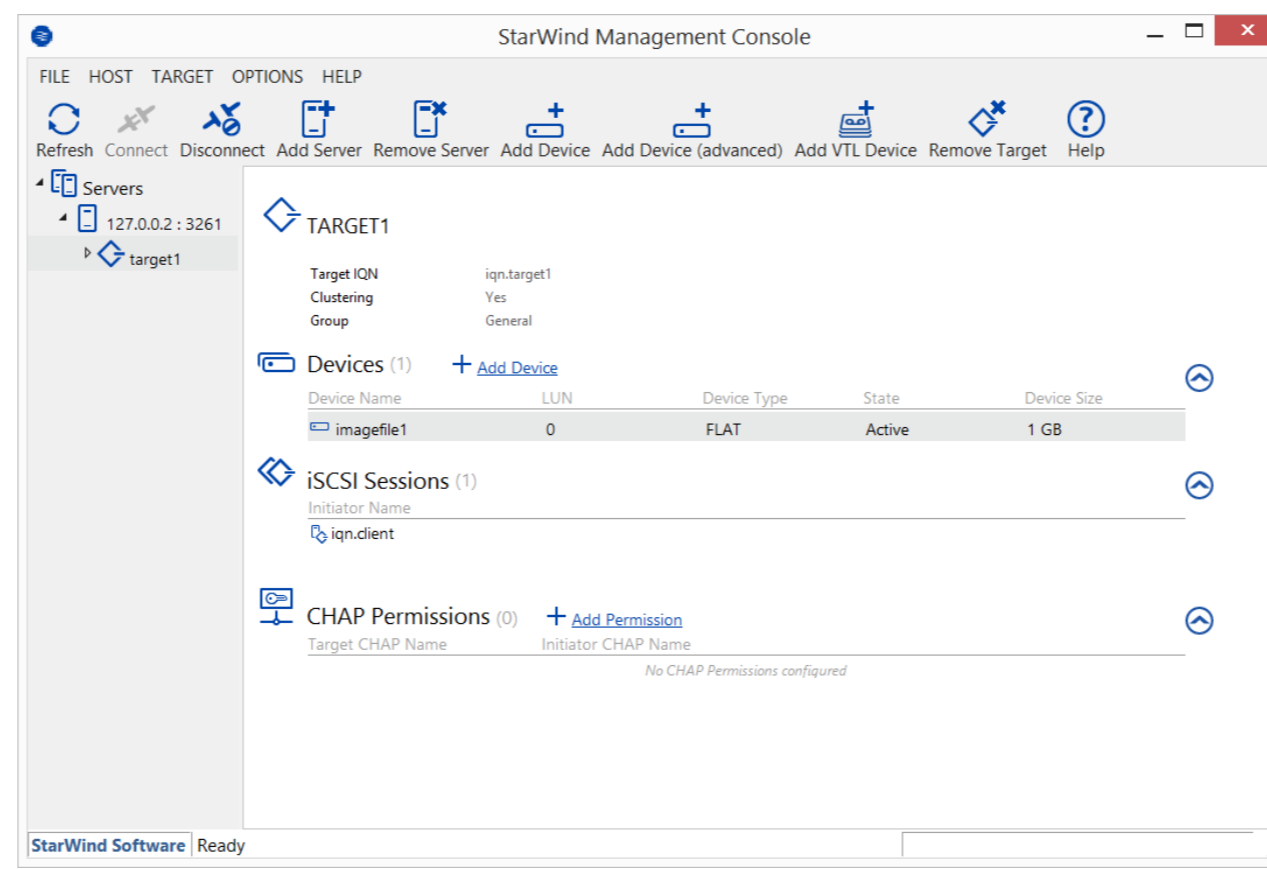 StarWind Management Console
FILE HOST TARGET OPTIONS HELP
Refresh Connect Disconnect Add Server Remove Server Add Device Add Device (advanced) Add VTL Device Remove Target Help
Servers
127.0.0.2 : 3261
target1
TARGET1
Target IQN iqn.target1
Clustering Yes
Group General
Devices (1) Add Device
Device Name LUN Device Type State Device Size
imagefile1 0 FLAT Active 1 GB
iSCSI Sessions (1)
Initiator Name
iqn.client
CHAP Permissions (0) Add Permission
Target CHAP Name Initiator CHAP Name
No CHAP Permissions configured
StarWind Software Ready